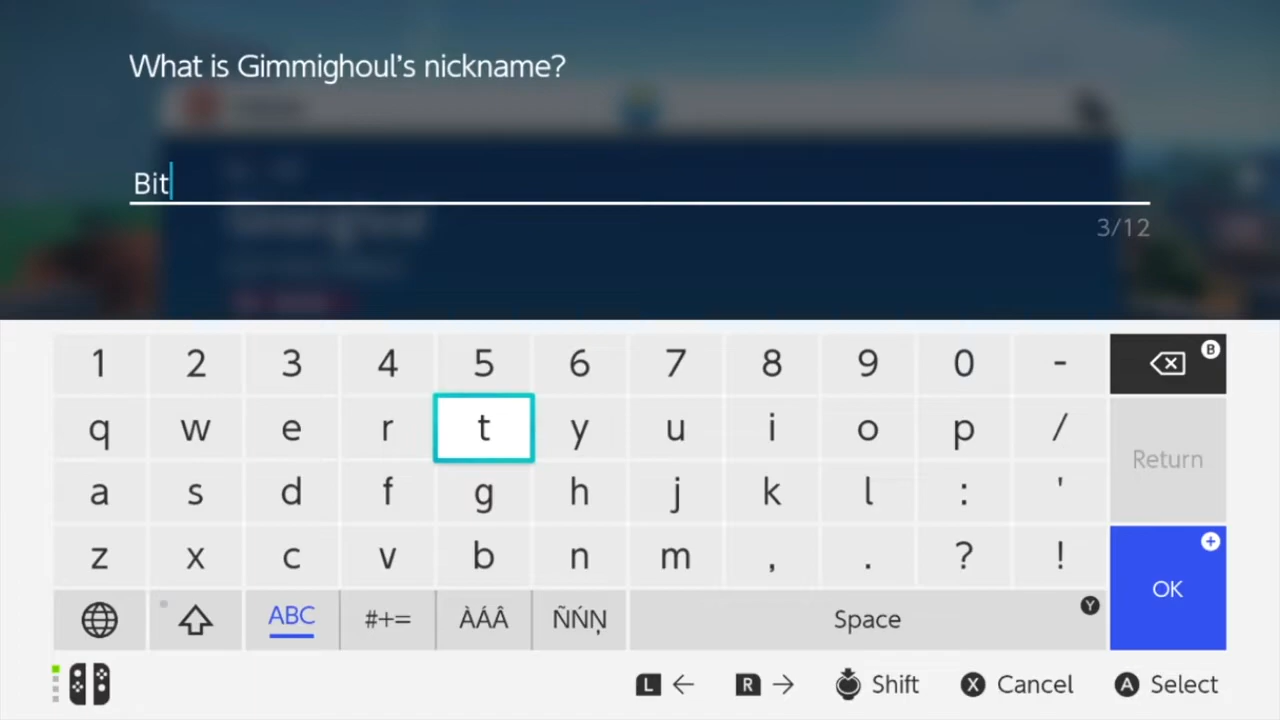 What is Gimmighoul's nickname?
Bit
3/12
1 2 3 4 5 6 7 8 9 0 - B
q w e r t y u i o p /
Return
a s d f g h j k l : '
z x c v b n m , . ? ! +
OK
ABC #+= ÀÁÂ ÑŃŅ Space Y
L ← R → Shift X Cancel A Select